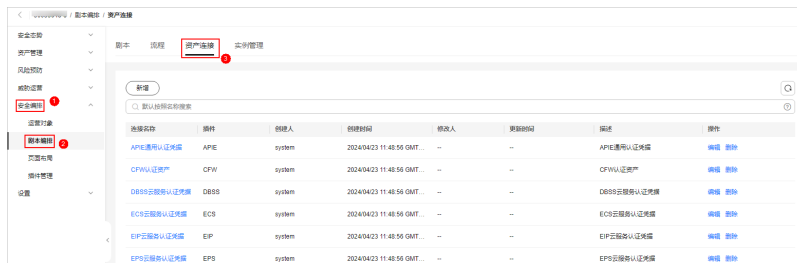 / 剧本编排 / 资产连接
安全态势
资产管理
风险预防
威胁运营
安全编排 1
运营对象
剧本编排 2
页面布局
插件管理
设置
剧本 流程 资产连接 实例管理
3
新增
默认按照名称搜索
连接名称 插件 创建人 创建时间 修改人 更新时间 描述 操作
APIE通用认证凭据 APIE system 2024/04/23 11:48:56 GMT... -- -- APIE通用认证凭据 编辑 删除
CFW认证资产 CFW system 2024/04/23 11:48:56 GMT... -- -- CFW认证资产 编辑 删除
DBSS云服务认证凭据 DBSS system 2024/04/23 11:48:56 GMT... -- -- DBSS云服务认证凭据 编辑 删除
ECS云服务认证凭据 ECS system 2024/04/23 11:48:56 GMT... -- -- ECS云服务认证凭据 编辑 删除
EIP云服务认证凭据 EIP system 2024/04/23 11:48:56 GMT... -- -- EIP云服务认证凭据 编辑 删除
EPS云服务认证凭据 EPS system 2024/04/23 11:48:56 GMT... -- -- EPS云服务认证凭据 编辑 删除